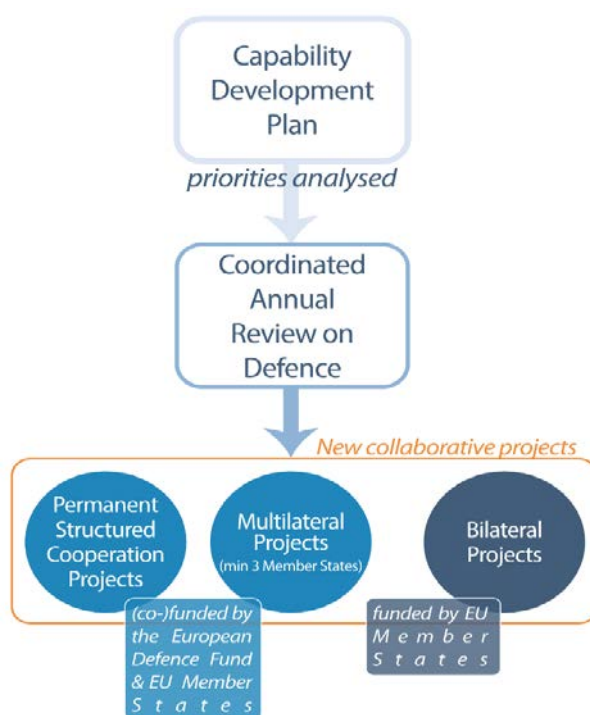 Capability
Development
Plan
priorities analysed
Coordinated
Annual
Review on
Defence
New collaborative projects
Permanent
Structured
Cooperation
Projects
Multilateral
Projects
(min 3 Member States)
Bilateral
Projects
(co-)funded by
the European
Defence Fund
& EU Member
States
funded by EU
Member
States